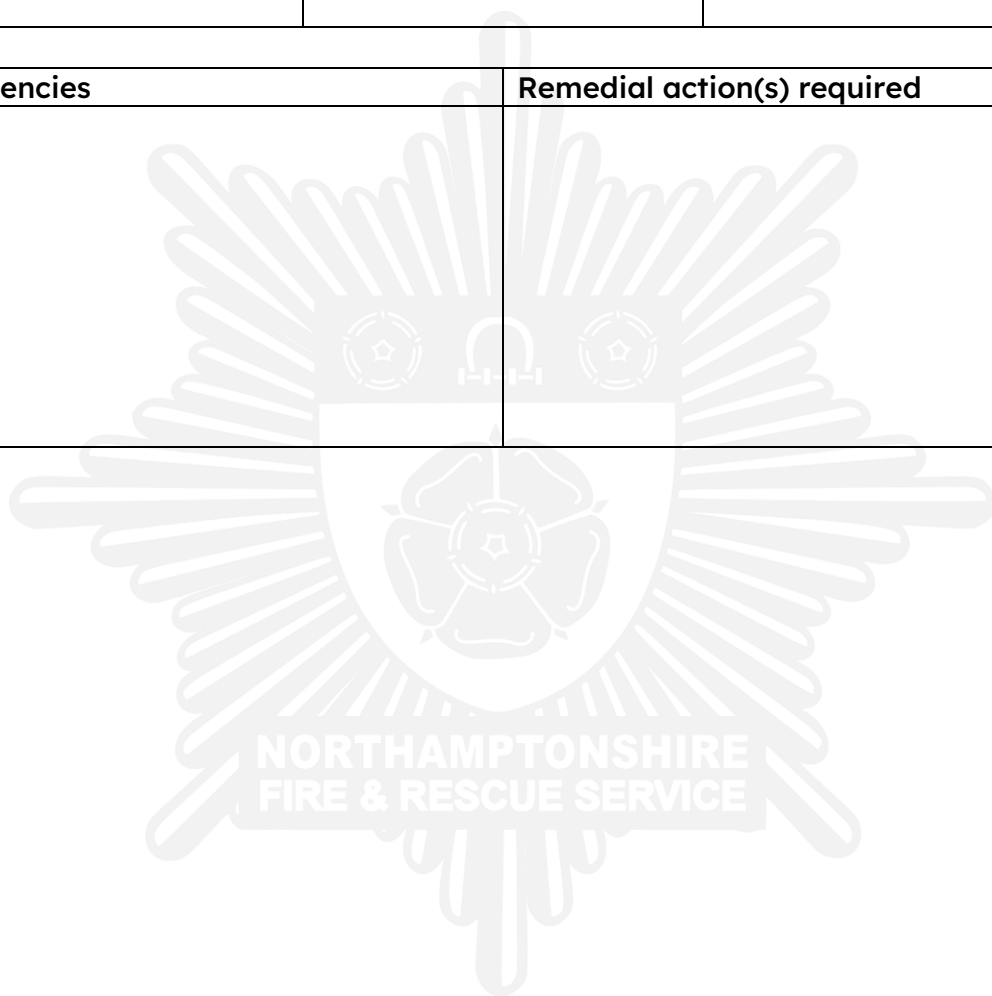 encies
Remedial action(s) required
NORTHAMPTONSHIRE
FIRE & RESCUE SERVICE